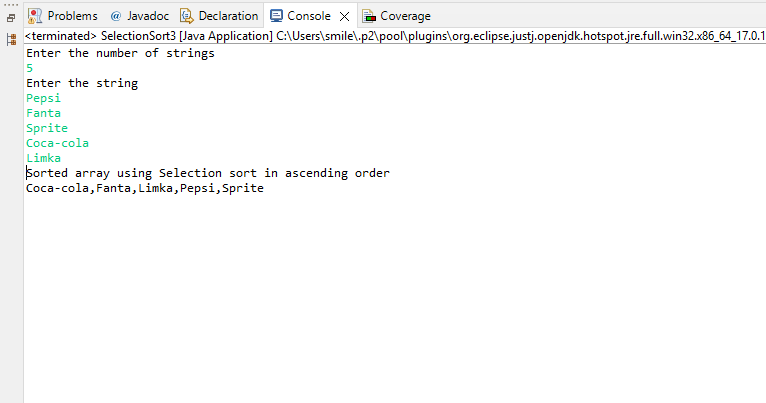 Problems @ Javadoc Declaration Console Coverage
<terminated> SelectionSort3 [Java Application] C:\Users\smile\.p2\pool\plugins\org.eclipse.justj.openjdk.hotspot.jre.full.win32.x86_64_17.0.1
Enter the number of strings
5
Enter the string
Pepsi
Fanta
Sprite
Coca-cola
Limka
Sorted array using Selection sort in ascending order
Coca-cola,Fanta,Limka,Pepsi,Sprite